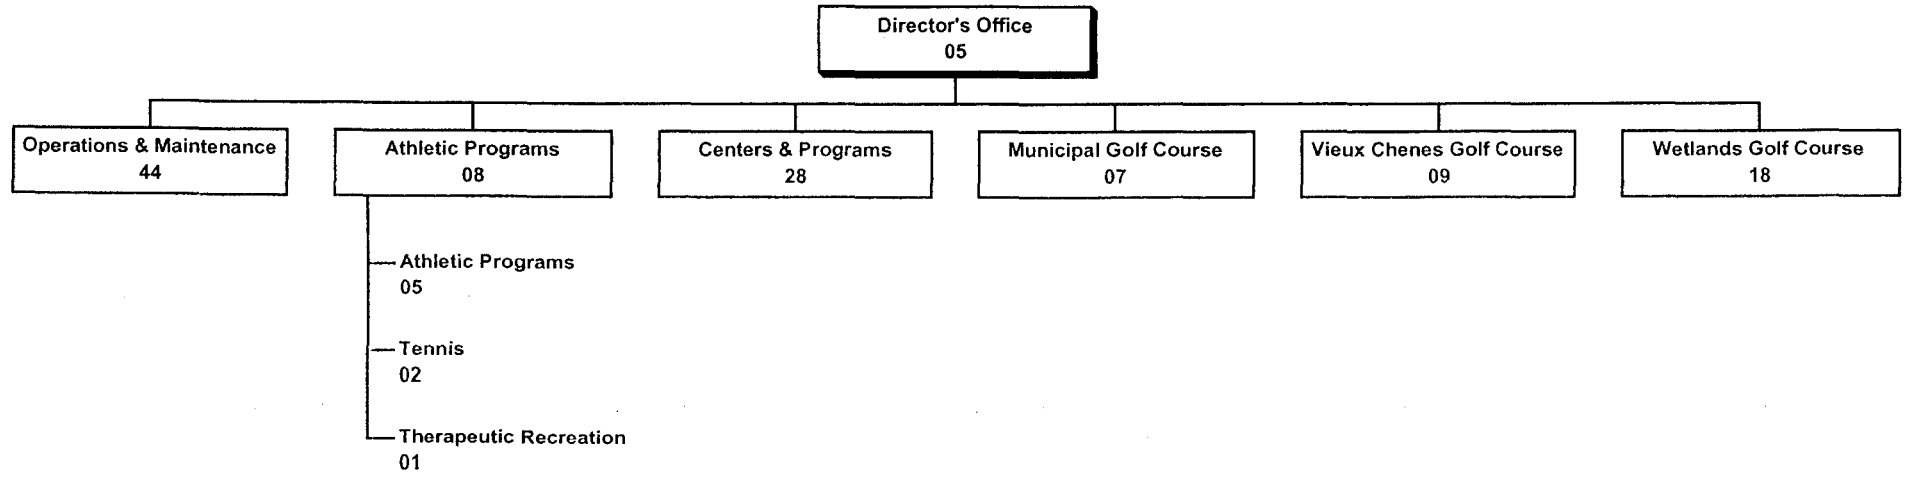 Director's Office
05
Operations & Maintenance
44
Athletic Programs
08
Centers & Programs
28
Municipal Golf Course
07
Vieux Chenes Golf Course
09
Wetlands Golf Course
18
Athletic Programs
05
Tennis
02
Therapeutic Recreation
01